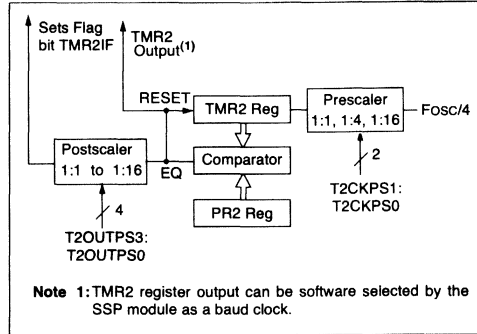 Sets Flag
bit TMR2IF
TMR2
Output(1)
RESET
TMR2 Reg
Prescaler
1:1, 1:4, 1:16
FOSC/4
Postscaler
1:1 to 1:16
EQ
Comparator
2
T2CKPS1:
T2CKPS0
PR2 Reg
4
T2OUTPS3:
T2OUTPS0
Note 1: TMR2 register output can be software selected by the
SSP module as a baud clock.